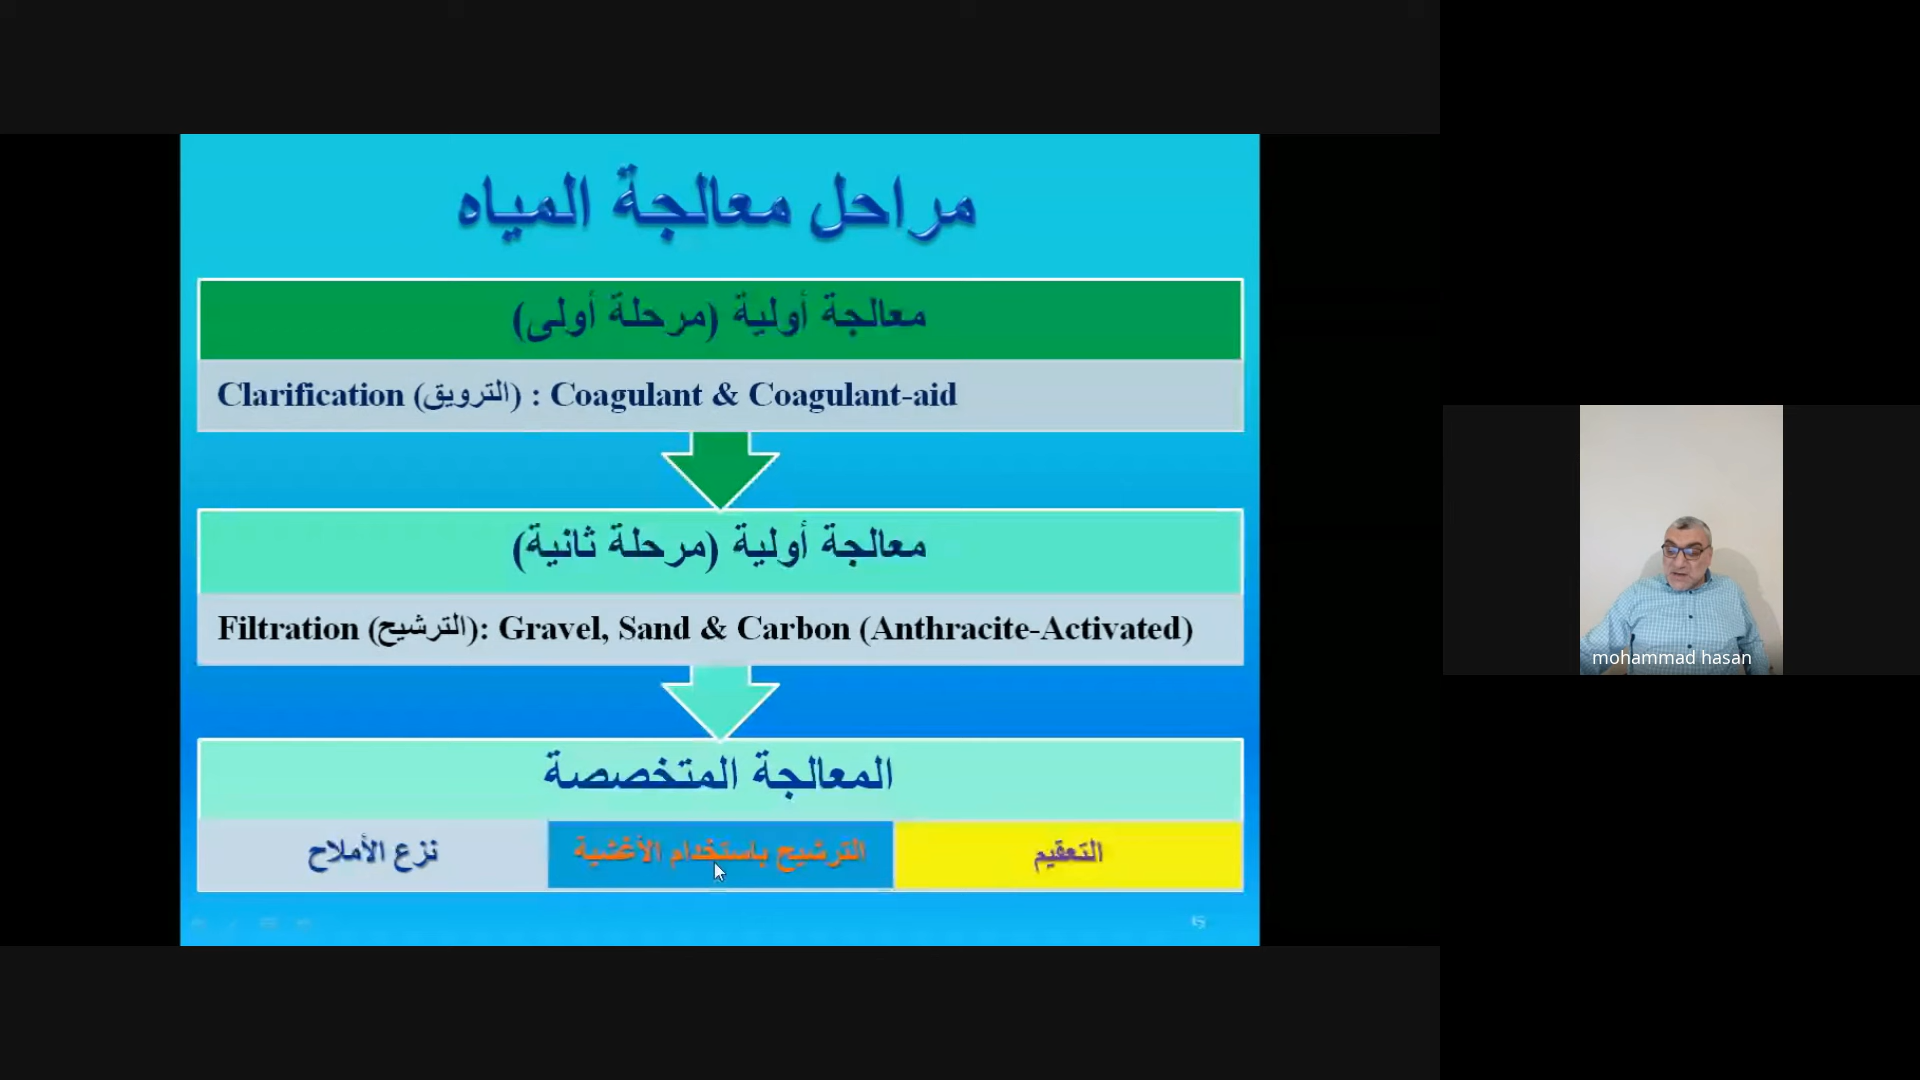 مراحل معالجة المياه
معالجة أولية (مرحلة أولى)
Clarification (الترويق) : Coagulant & Coagulant-aid
معالجة أولية (مرحلة ثانية)
Filtration (الترشيح): Gravel, Sand & Carbon (Anthracite-Activated)
المعالجة المتخصصة
التعقيم
الترشيح باستخدام الأغشية
نزع الأملاح
mohammad hasan